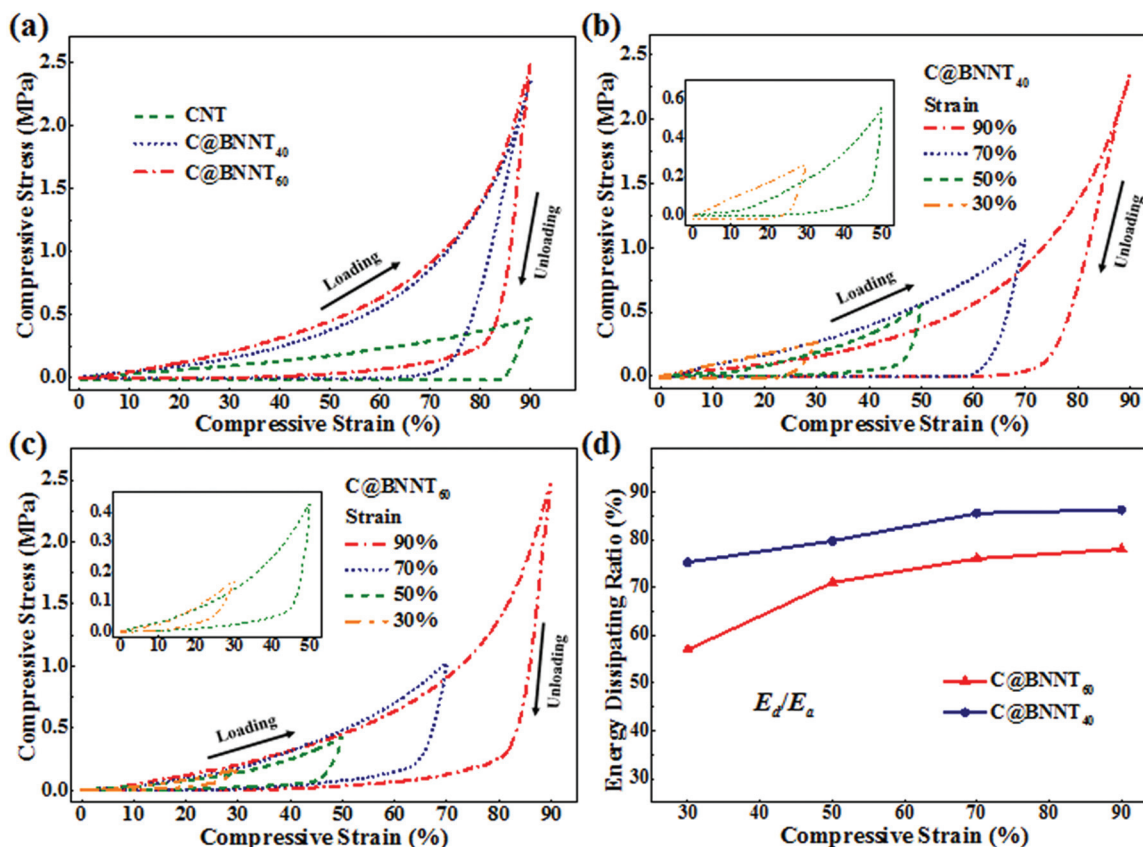 (a)
Compressive Stress (MPa)
2.5
2.0
1.5
1.0
0.5
0.0
CNT
C@BNNT40
C@BNNT60
Loading
Unloading
0 10 20 30 40 50 60 70 80 90
Compressive Strain (%)
(b)
Compressive Stress (MPa)
2.5
2.0
1.5
1.0
0.5
0.0
0.6
0.4
0.2
0.0
0 10 20 30 40 50
C@BNNT40
Strain
90%
70%
50%
30%
Loading
Unloading
0 10 20 30 40 50 60 70 80 90
Compressive Strain (%)
(c)
Compressive Stress (MPa)
2.5
2.0
1.5
1.0
0.5
0.0
0.4
0.3
0.2
0.1
0.0
0 10 20 30 40 50
C@BNNT60
Strain
90%
70%
50%
30%
Loading
Unloading
0 10 20 30 40 50 60 70 80 90
Compressive Strain (%)
(d)
Energy Dissipating Ratio (%)
90
80
70
60
50
40
30
Ed/Ea
C@BNNT60
C@BNNT40
30 40 50 60 70 80 90
Compressive Strain (%)